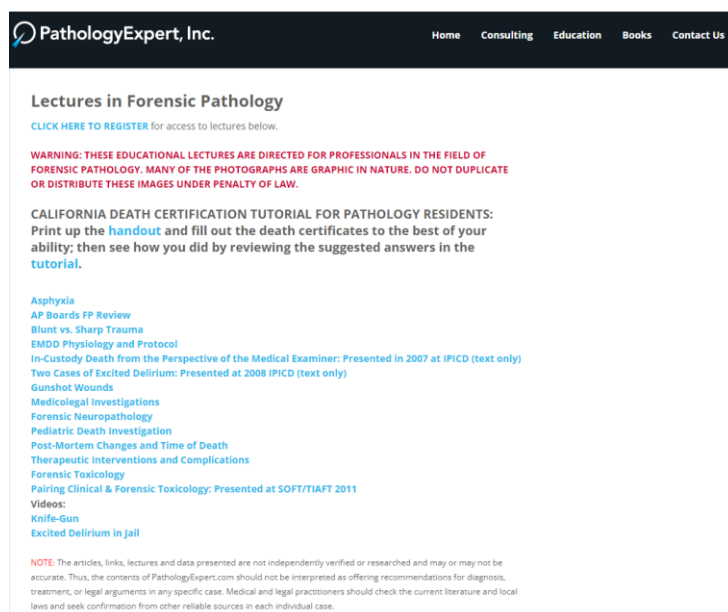 PathologyExpert, Inc.
Home Consulting Education Books Contact Us
Lectures in Forensic Pathology
CLICK HERE TO REGISTER for access to lectures below.
WARNING: THESE EDUCATIONAL LECTURES ARE DIRECTED FOR PROFESSIONALS IN THE FIELD OF
FORENSIC PATHOLOGY. MANY OF THE PHOTOGRAPHS ARE GRAPHIC IN NATURE. DO NOT DUPLICATE
OR DISTRIBUTE THESE IMAGES UNDER PENALTY OF LAW.
CALIFORNIA DEATH CERTIFICATION TUTORIAL FOR PATHOLOGY RESIDENTS:
Print up the handout and fill out the death certificates to the best of your
ability; then see how you did by reviewing the suggested answers in the
tutorial.
Asphyxia
AP Boards FP Review
Blunt vs. Sharp Trauma
EMDD Physiology and Protocol
In-Custody Death from the Perspective of the Medical Examiner: Presented in 2007 at IPICD (text only)
Two Cases of Excited Delirium: Presented at 2008 IPICD (text only)
Gunshot Wounds
Medicolegal Investigations
Forensic Neuropathology
Pediatric Death Investigation
Post-Mortem Changes and Time of Death
Therapeutic Interventions and Complications
Forensic Toxicology
Pairing Clinical & Forensic Toxicology: Presented at SOFT/TIAFT 2011
Videos:
Knife-Gun
Excited Delirium in Jail
NOTE: The articles, links, lectures and data presented are not independently verified or researched and may or may not be
accurate. Thus, the contents of PathologyExpert.com should not be interpreted as offering recommendations for diagnosis,
treatment, or legal arguments in any specific case. Medical and legal practitioners should check the current literature and local
laws and seek confirmation from other reliable sources in each individual case.